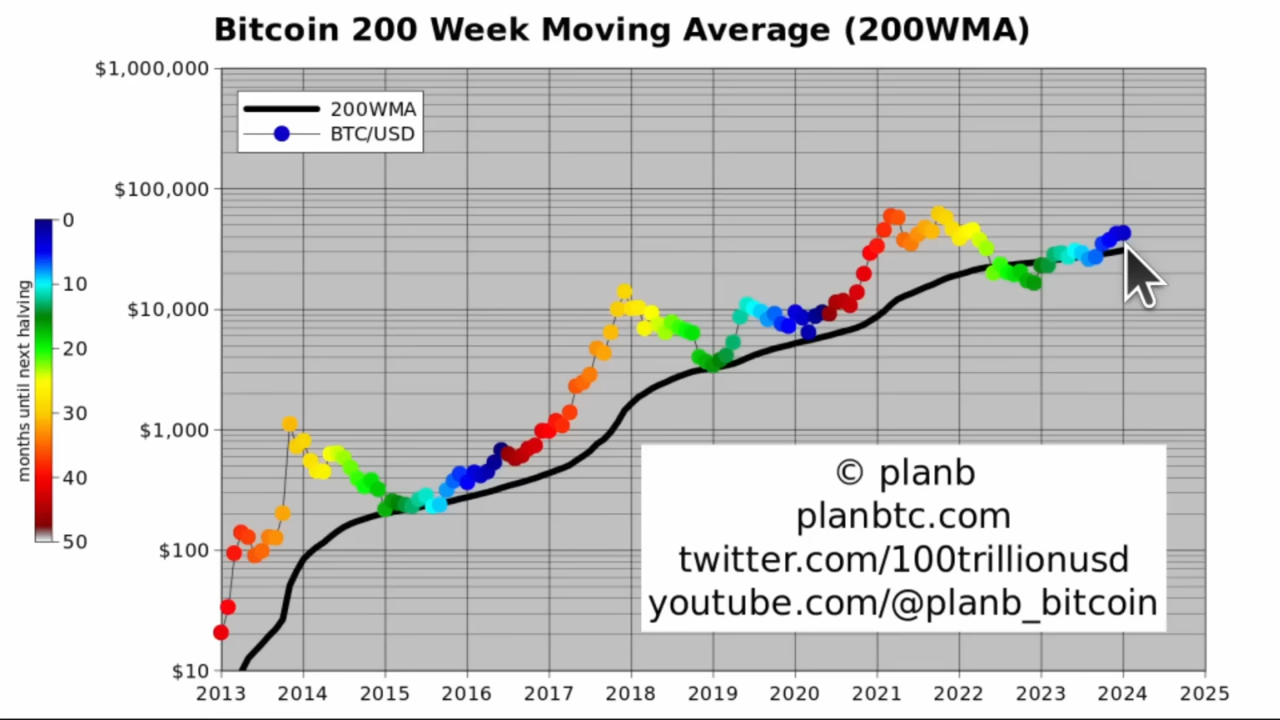 Bitcoin 200 Week Moving Average (200WMA)
$1,000,000
$100,000
$10,000
$1,000
$100
$10
200WMA
BTC/USD
months until next halving
0
10
20
30
40
50
© planb
planbtc.com
twitter.com/100trillionusd
youtube.com/@planb_bitcoin
2013 2014 2015 2016 2017 2018 2019 2020 2021 2022 2023 2024 2025